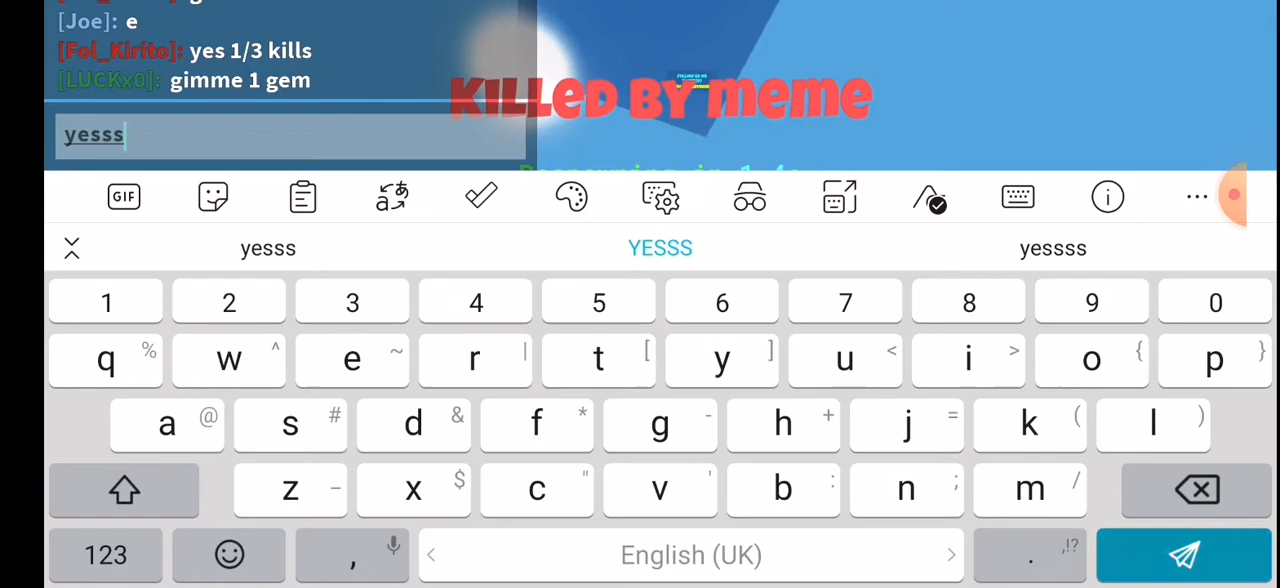 [Joe]: e
[Fol_Kirito]: yes 1/3 kills
[LUCKx0]: gimme 1 gem
KILLED BY meme
yesss
GIF
yesss YESSS yessss
1 2 3 4 5 6 7 8 9 0
q % w ^ e ~ r | t [ y ] u < i > o { p }
a @ s # d & f * g - h + j = k ( l )
z _ x $ c " v ' b : n ; m /
123 , < English (UK) > . ,!?